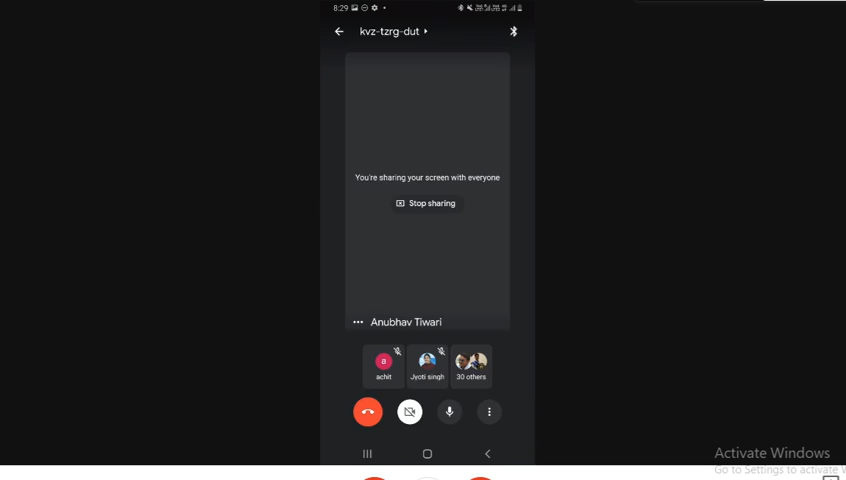 8:29
kvz-tzrg-dut
You're sharing your screen with everyone
Stop sharing
Anubhav Tiwari
a
achit
Jyoti singh
30 others
Activate Windows
Go to Settings to activate